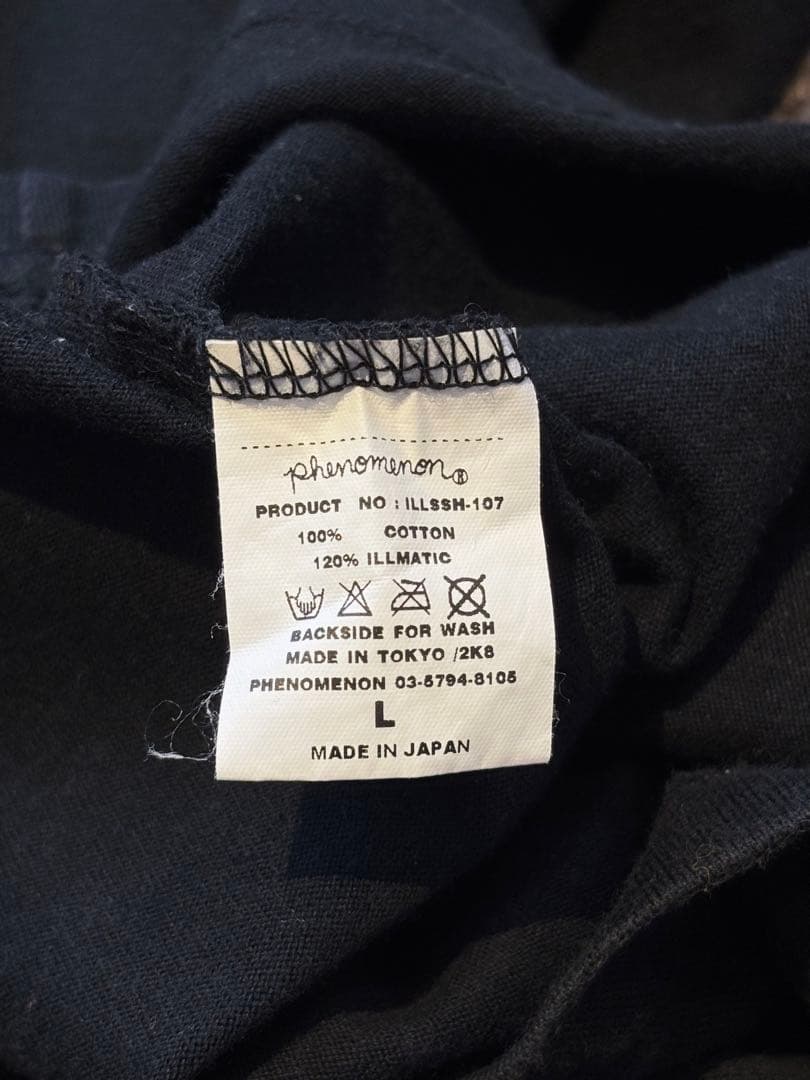 phenomenon®
PRODUCT NO : ILLSSH-107
100% COTTON
120% ILLMATIC
BACKSIDE FOR WASH
MADE IN TOKYO /2K8
PHENOMENON 03-5794-8105
L
MADE IN JAPAN